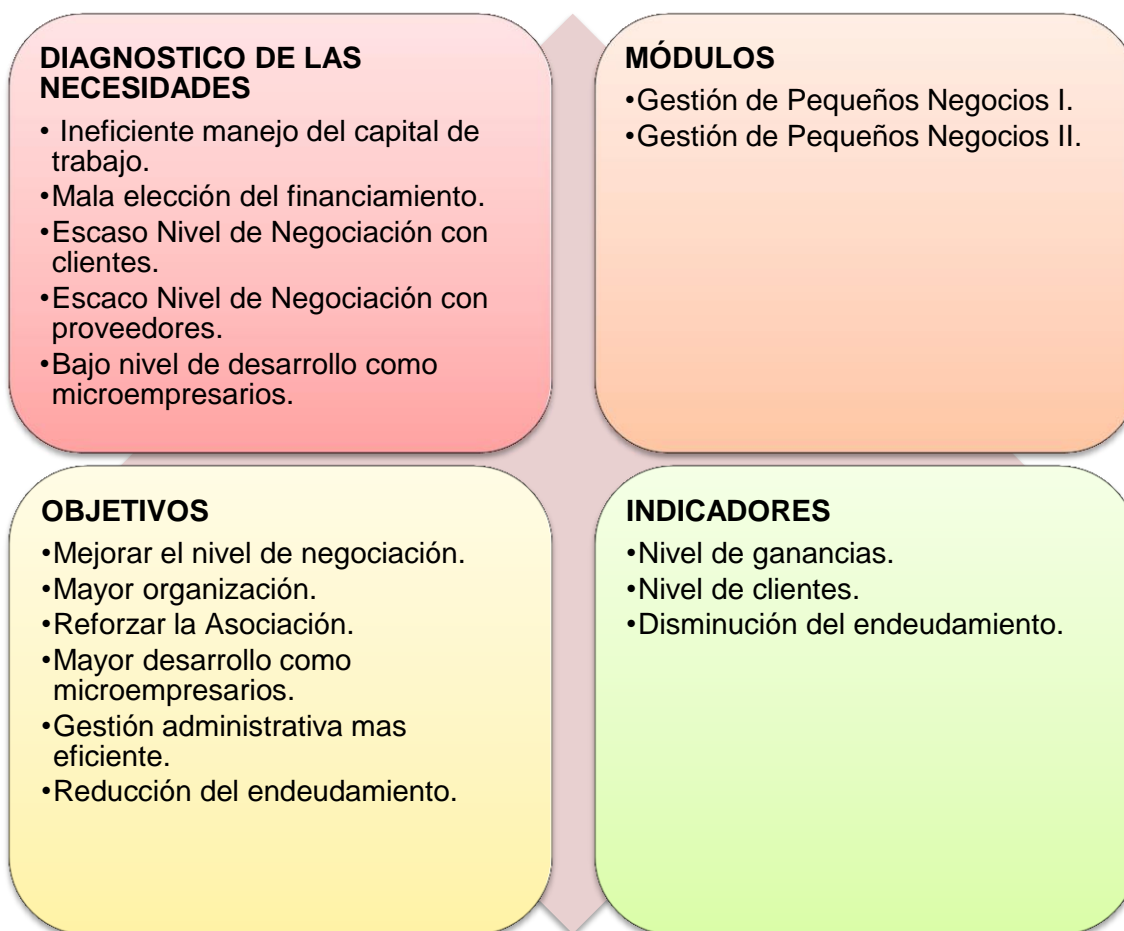 DIAGNOSTICO DE LAS
NECESIDADES
• Ineficiente manejo del capital de
trabajo.
•Mala elección del financiamiento.
•Escaso Nivel de Negociación con
clientes.
•Escaco Nivel de Negociación con
proveedores.
•Bajo nivel de desarrollo como
microempresarios.
MÓDULOS
•Gestión de Pequeños Negocios I.
•Gestión de Pequeños Negocios II.
OBJETIVOS
•Mejorar el nivel de negociación.
•Mayor organización.
•Reforzar la Asociación.
•Mayor desarrollo como
microempresarios.
•Gestión administrativa mas
eficiente.
•Reducción del endeudamiento.
INDICADORES
•Nivel de ganancias.
•Nivel de clientes.
•Disminución del endeudamiento.